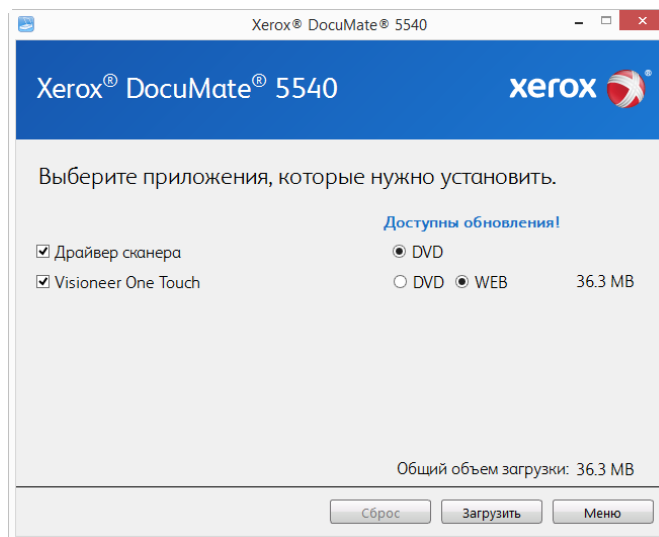 Xerox® DocuMate® 5540
Xerox® DocuMate® 5540
xerox®
Выберите приложения, которые нужно установить.
Доступны обновления!
Драйвер сканера DVD
Visioneer One Touch DVD WEB 36.3 MB
Общий объем загрузки: 36.3 MB
Сброс Загрузить Меню